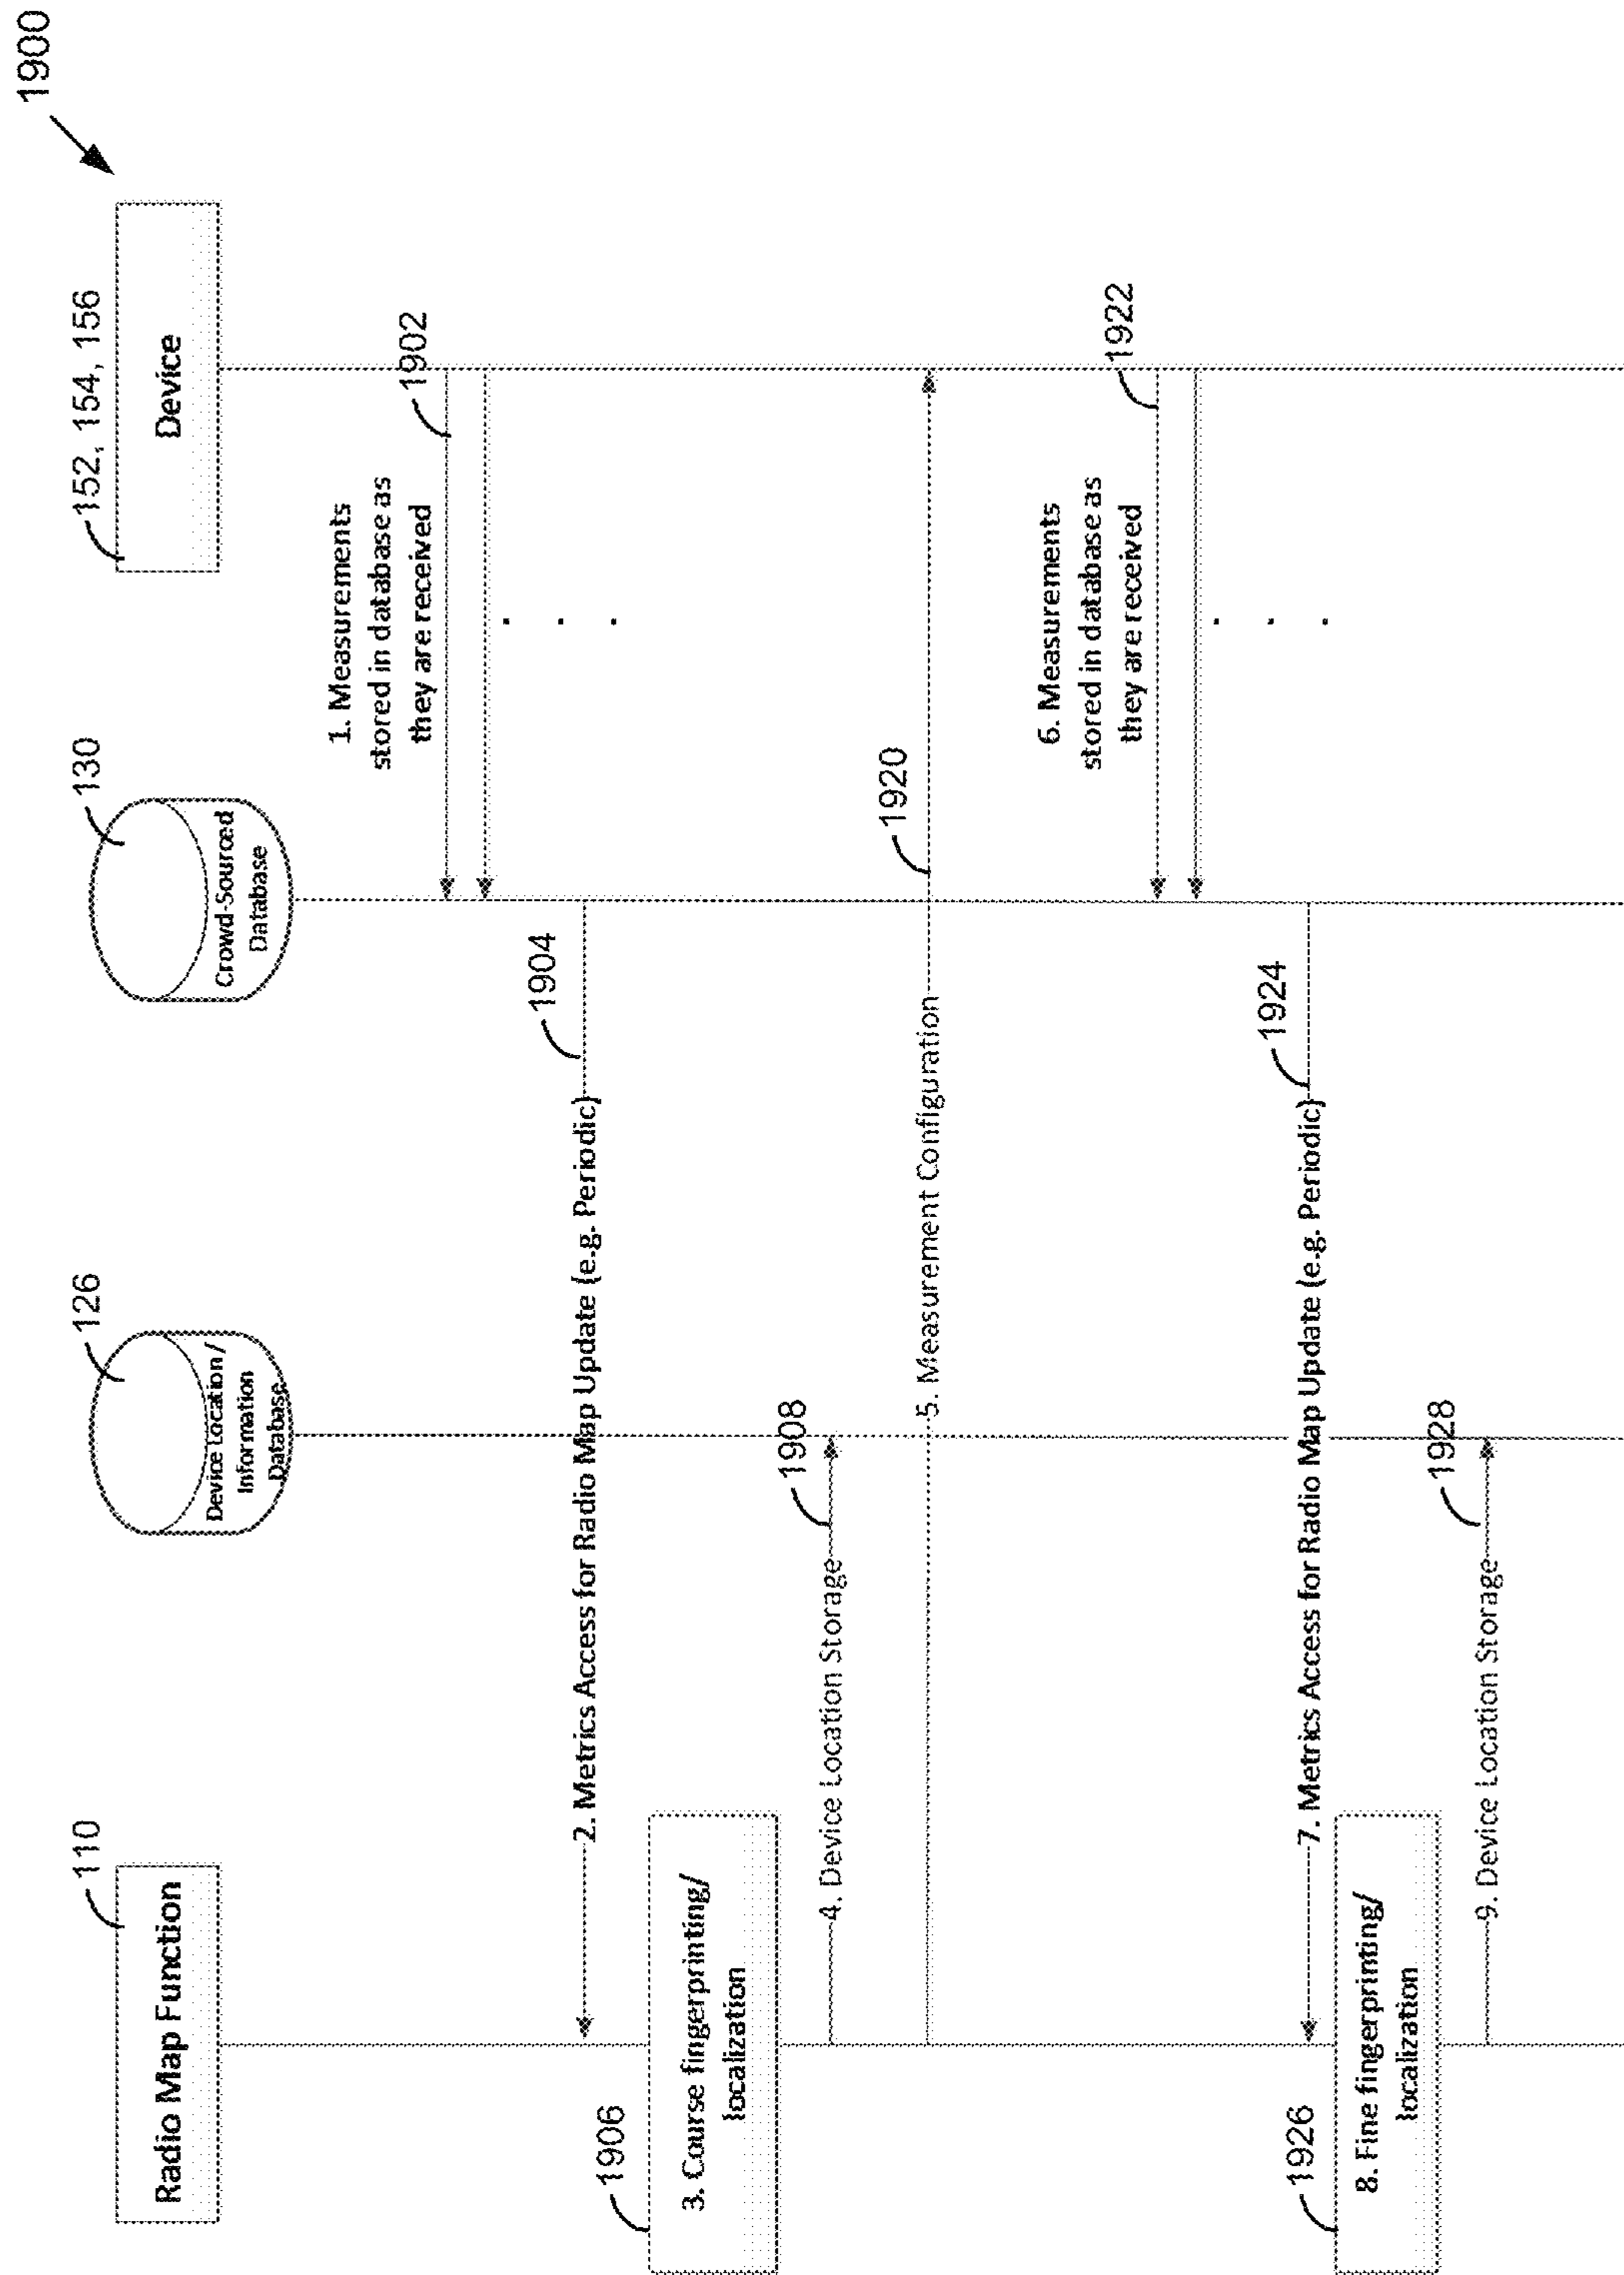 1900
110
Radio Map Function
126
Device Location/
Information
Database
130
Crowd-Sourced
Database
152, 154, 156
Device
1. Measurements
stored in database as
they are received
1902
1904
2. Metrics Access for Radio Map Update (e.g. Periodic)
1906
3. Course fingerprinting/
localization
1908
4. Device Location Storage
1920
5. Measurement Configuration
6. Measurements
stored in database as
they are received
1922
1924
7. Metrics Access for Radio Map Update (e.g. Periodic)
1926
8. Fine fingerprinting/
localization
1928
9. Device Location Storage